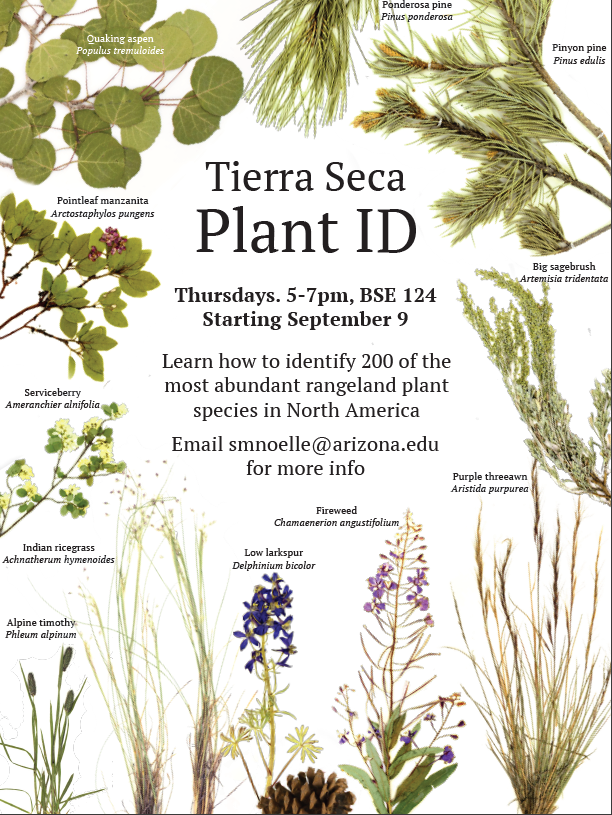 Ponderosa pine
Pinus ponderosa
Quaking aspen
Populus tremuloides
Pinyon pine
Pinus edulis
Tierra Seca
Plant ID
Pointleaf manzanita
Arctostaphylos pungens
Big sagebrush
Artemisia tridentata
Thursdays. 5-7pm, BSE 124
Starting September 9
Learn how to identify 200 of the
most abundant rangeland plant
species in North America
Serviceberry
Ameranchier alnifolia
Email smnoelle@arizona.edu
for more info
Purple threeawn
Aristida purpurea
Fireweed
Chamaenerion angustifolium
Indian ricegrass
Achnatherum hymenoides
Low larkspur
Delphinium bicolor
Alpine timothy
Phleum alpinum